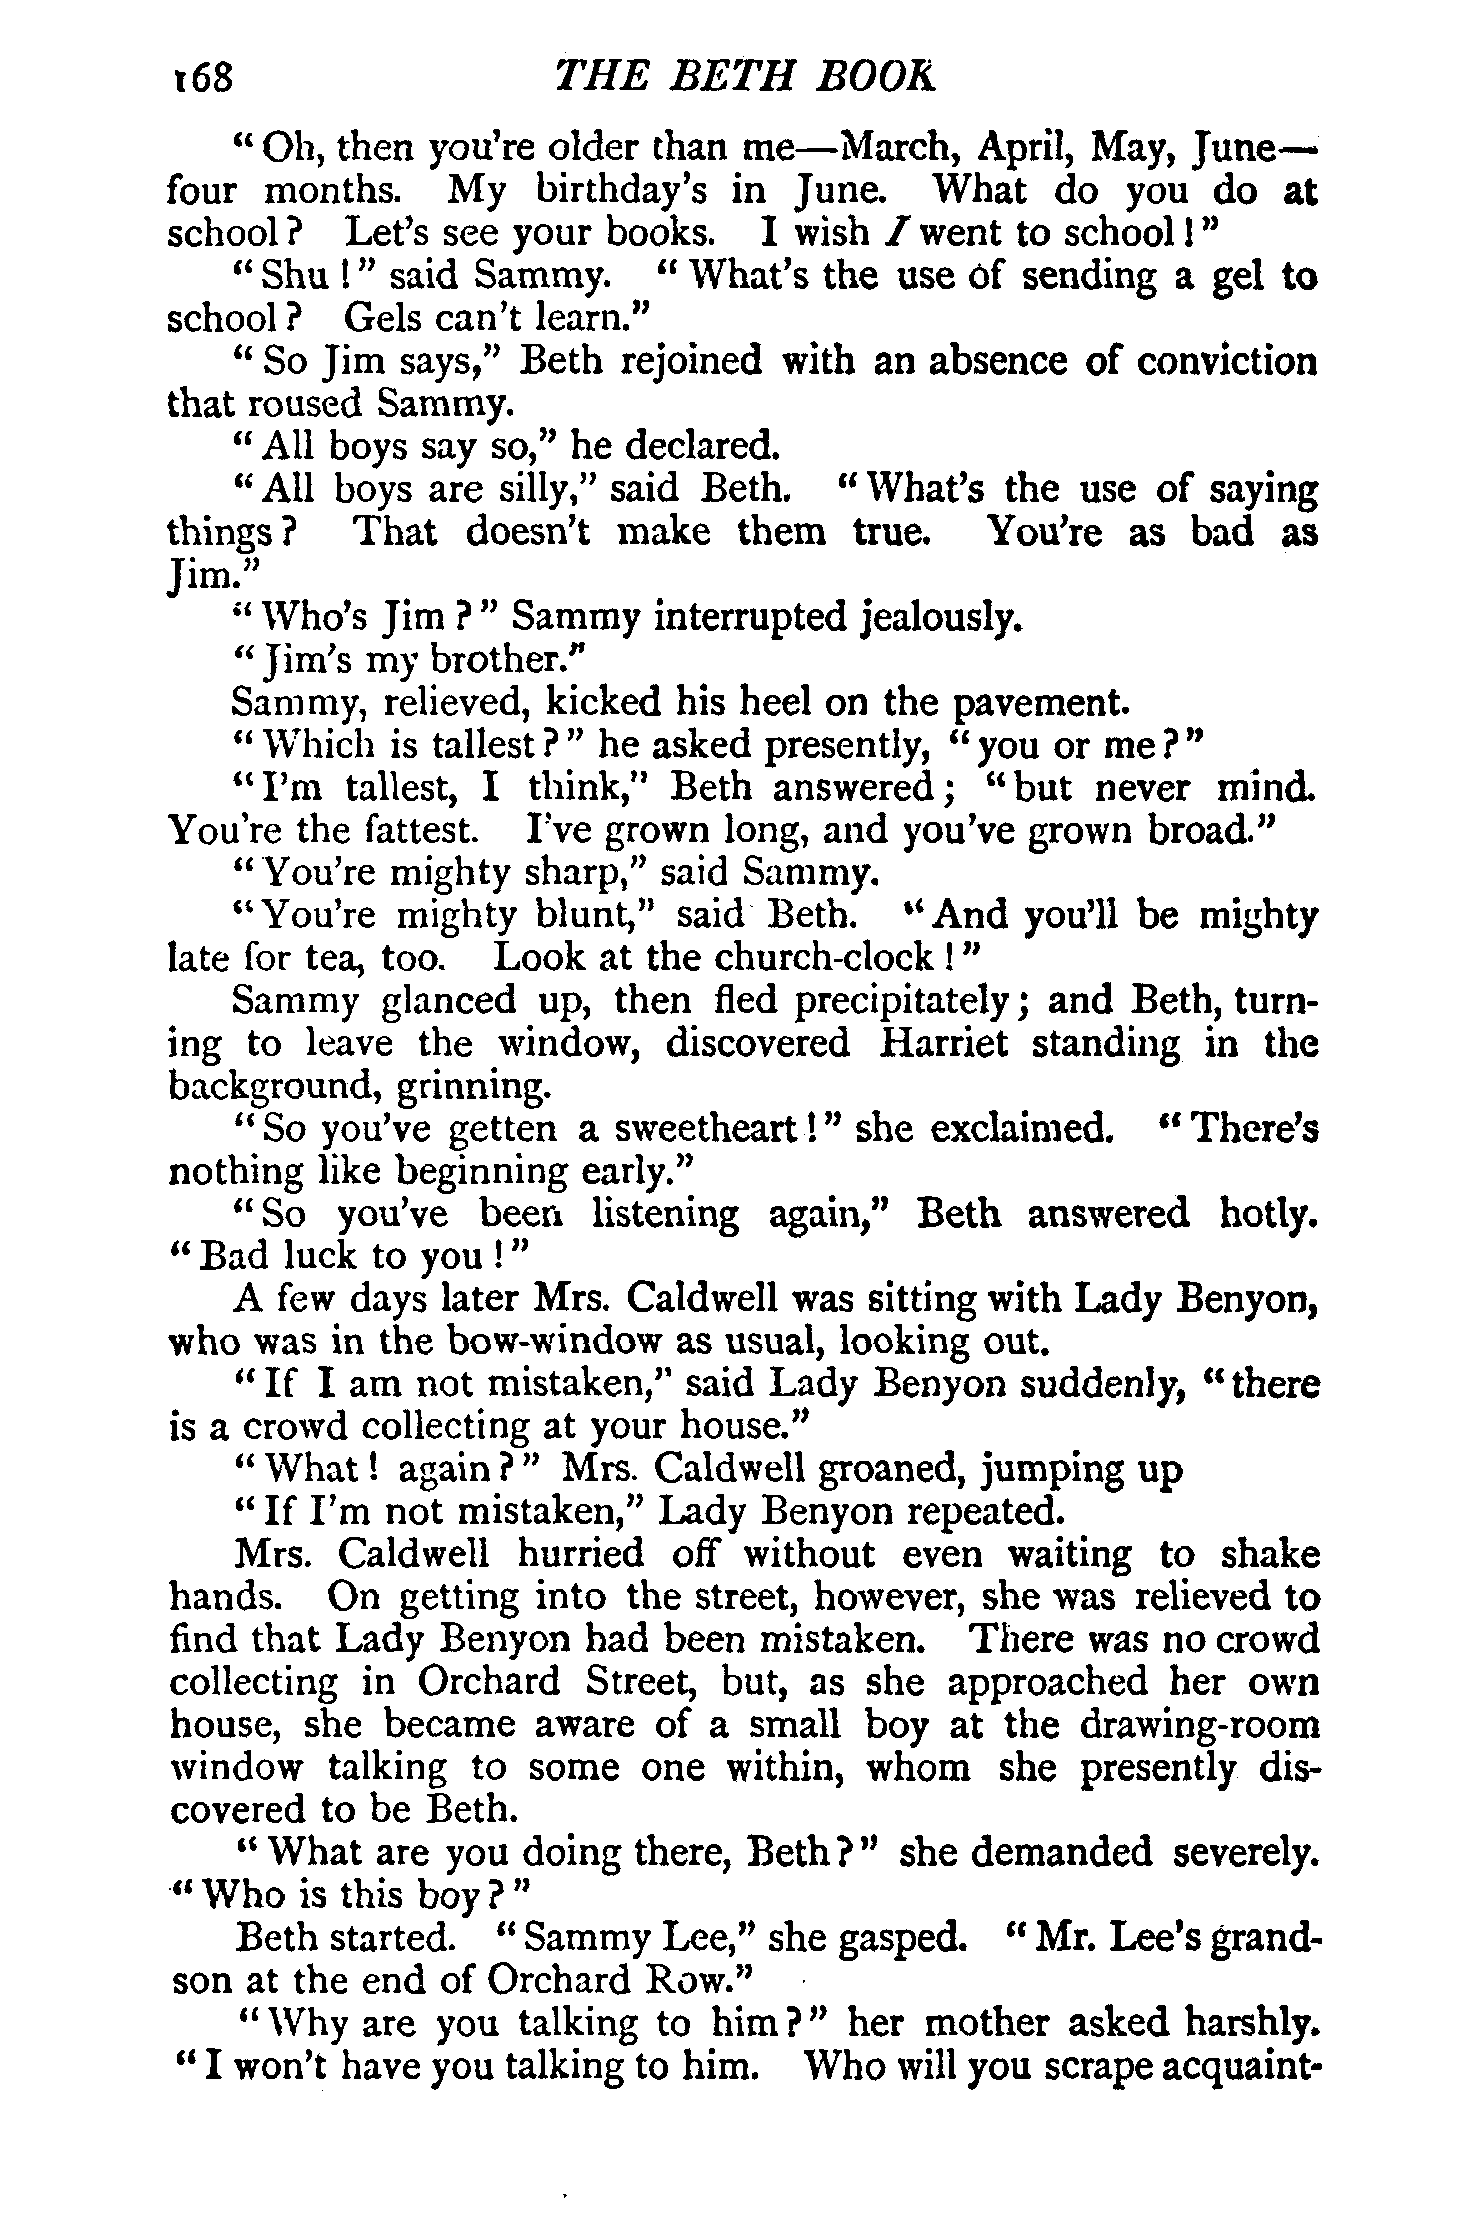 168 THE BETH BOOK
"Oh, then you're older than me—March, April, May, June—
four months. My birthday's in June. What do you do at
school? Let's see your books. I wish I went to school!"
"Shu!" said Sammy. "What's the use of sending a gel to
school? Gels can't learn."
"So Jim says," Beth rejoined with an absence of conviction
that roused Sammy.
"All boys say so," he declared.
"All boys are silly," said Beth. "What's the use of saying
things? That doesn't make them true. You're as bad as
Jim."
"Who's Jim?" Sammy interrupted jealously.
"Jim's my brother."
Sammy, relieved, kicked his heel on the pavement.
"Which is tallest?" he asked presently, "you or me?"
"I'm tallest, I think," Beth answered; "but never mind.
You're the fattest. I've grown long, and you've grown broad."
"You're mighty sharp," said Sammy.
"You're mighty blunt," said Beth. "And you'll be mighty
late for tea, too. Look at the church-clock!"
Sammy glanced up, then fled precipitately; and Beth, turn-
ing to leave the window, discovered Harriet standing in the
background, grinning.
"So you've getten a sweetheart!" she exclaimed. "There's
nothing like beginning early."
"So you've been listening again," Beth answered hotly.
"Bad luck to you!"
A few days later Mrs. Caldwell was sitting with Lady Benyon,
who was in the bow-window as usual, looking out.
"If I am not mistaken," said Lady Benyon suddenly, "there
is a crowd collecting at your house."
"What! again?" Mrs. Caldwell groaned, jumping up
"If I'm not mistaken," Lady Benyon repeated.
Mrs. Caldwell hurried off without even waiting to shake
hands. On getting into the street, however, she was relieved to
find that Lady Benyon had been mistaken. There was no crowd
collecting in Orchard Street, but, as she approached her own
house, she became aware of a small boy at the drawing-room
window talking to some one within, whom she presently dis-
covered to be Beth.
"What are you doing there, Beth?" she demanded severely.
"Who is this boy?"
Beth started. "Sammy Lee," she gasped. "Mr. Lee's grand-
son at the end of Orchard Row."
"Why are you talking to him?" her mother asked harshly.
"I won't have you talking to him. Who will you scrape acquaint-